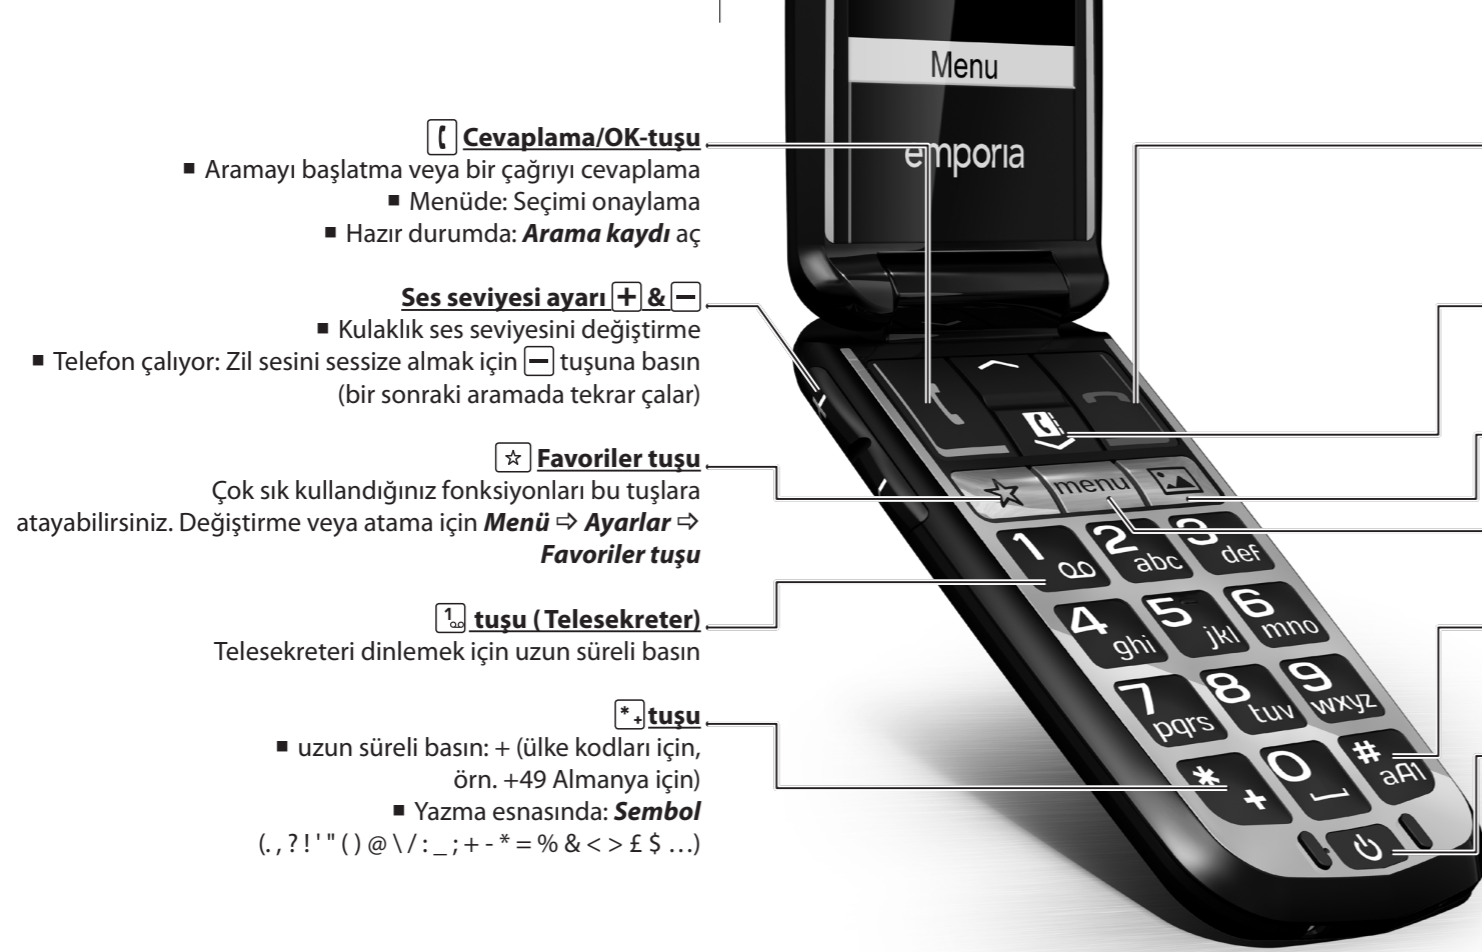 Menu
emporia
Cevaplama/OK-tuşu
■ Aramayı başlatma veya bir çağrıyı cevaplama
■ Menüde: Seçimi onaylama
■ Hazır durumda: Arama kaydı aç
Ses seviyesi ayarı + & −
■ Kulaklık ses seviyesini değiştirme
■ Telefon çalıyor: Zil sesini sessize almak için − tuşuna basın
(bir sonraki aramada tekrar çalar)
☆ Favoriler tuşu
Çok sık kullandığınız fonksiyonları bu tuşlara
atayabilirsiniz. Değiştirme veya atama için Menü ⇨ Ayarlar ⇨
Favoriler tuşu
1 tuşu (Telesekreter)
Telesekreteri dinlemek için uzun süreli basın
*+ tuşu
■ uzun süreli basın: + (ülke kodları için,
örn. +49 Almanya için)
■ Yazma esnasında: Sembol
(. , ? ! ' " ( ) @ \ / : _ ; + - * = % & < > £ $ …)
menu
1
2 abc
3 def
4 ghi
5 jkl
6 mno
7 pqrs
8 tuv
9 wxyz
* +
0
# aA1